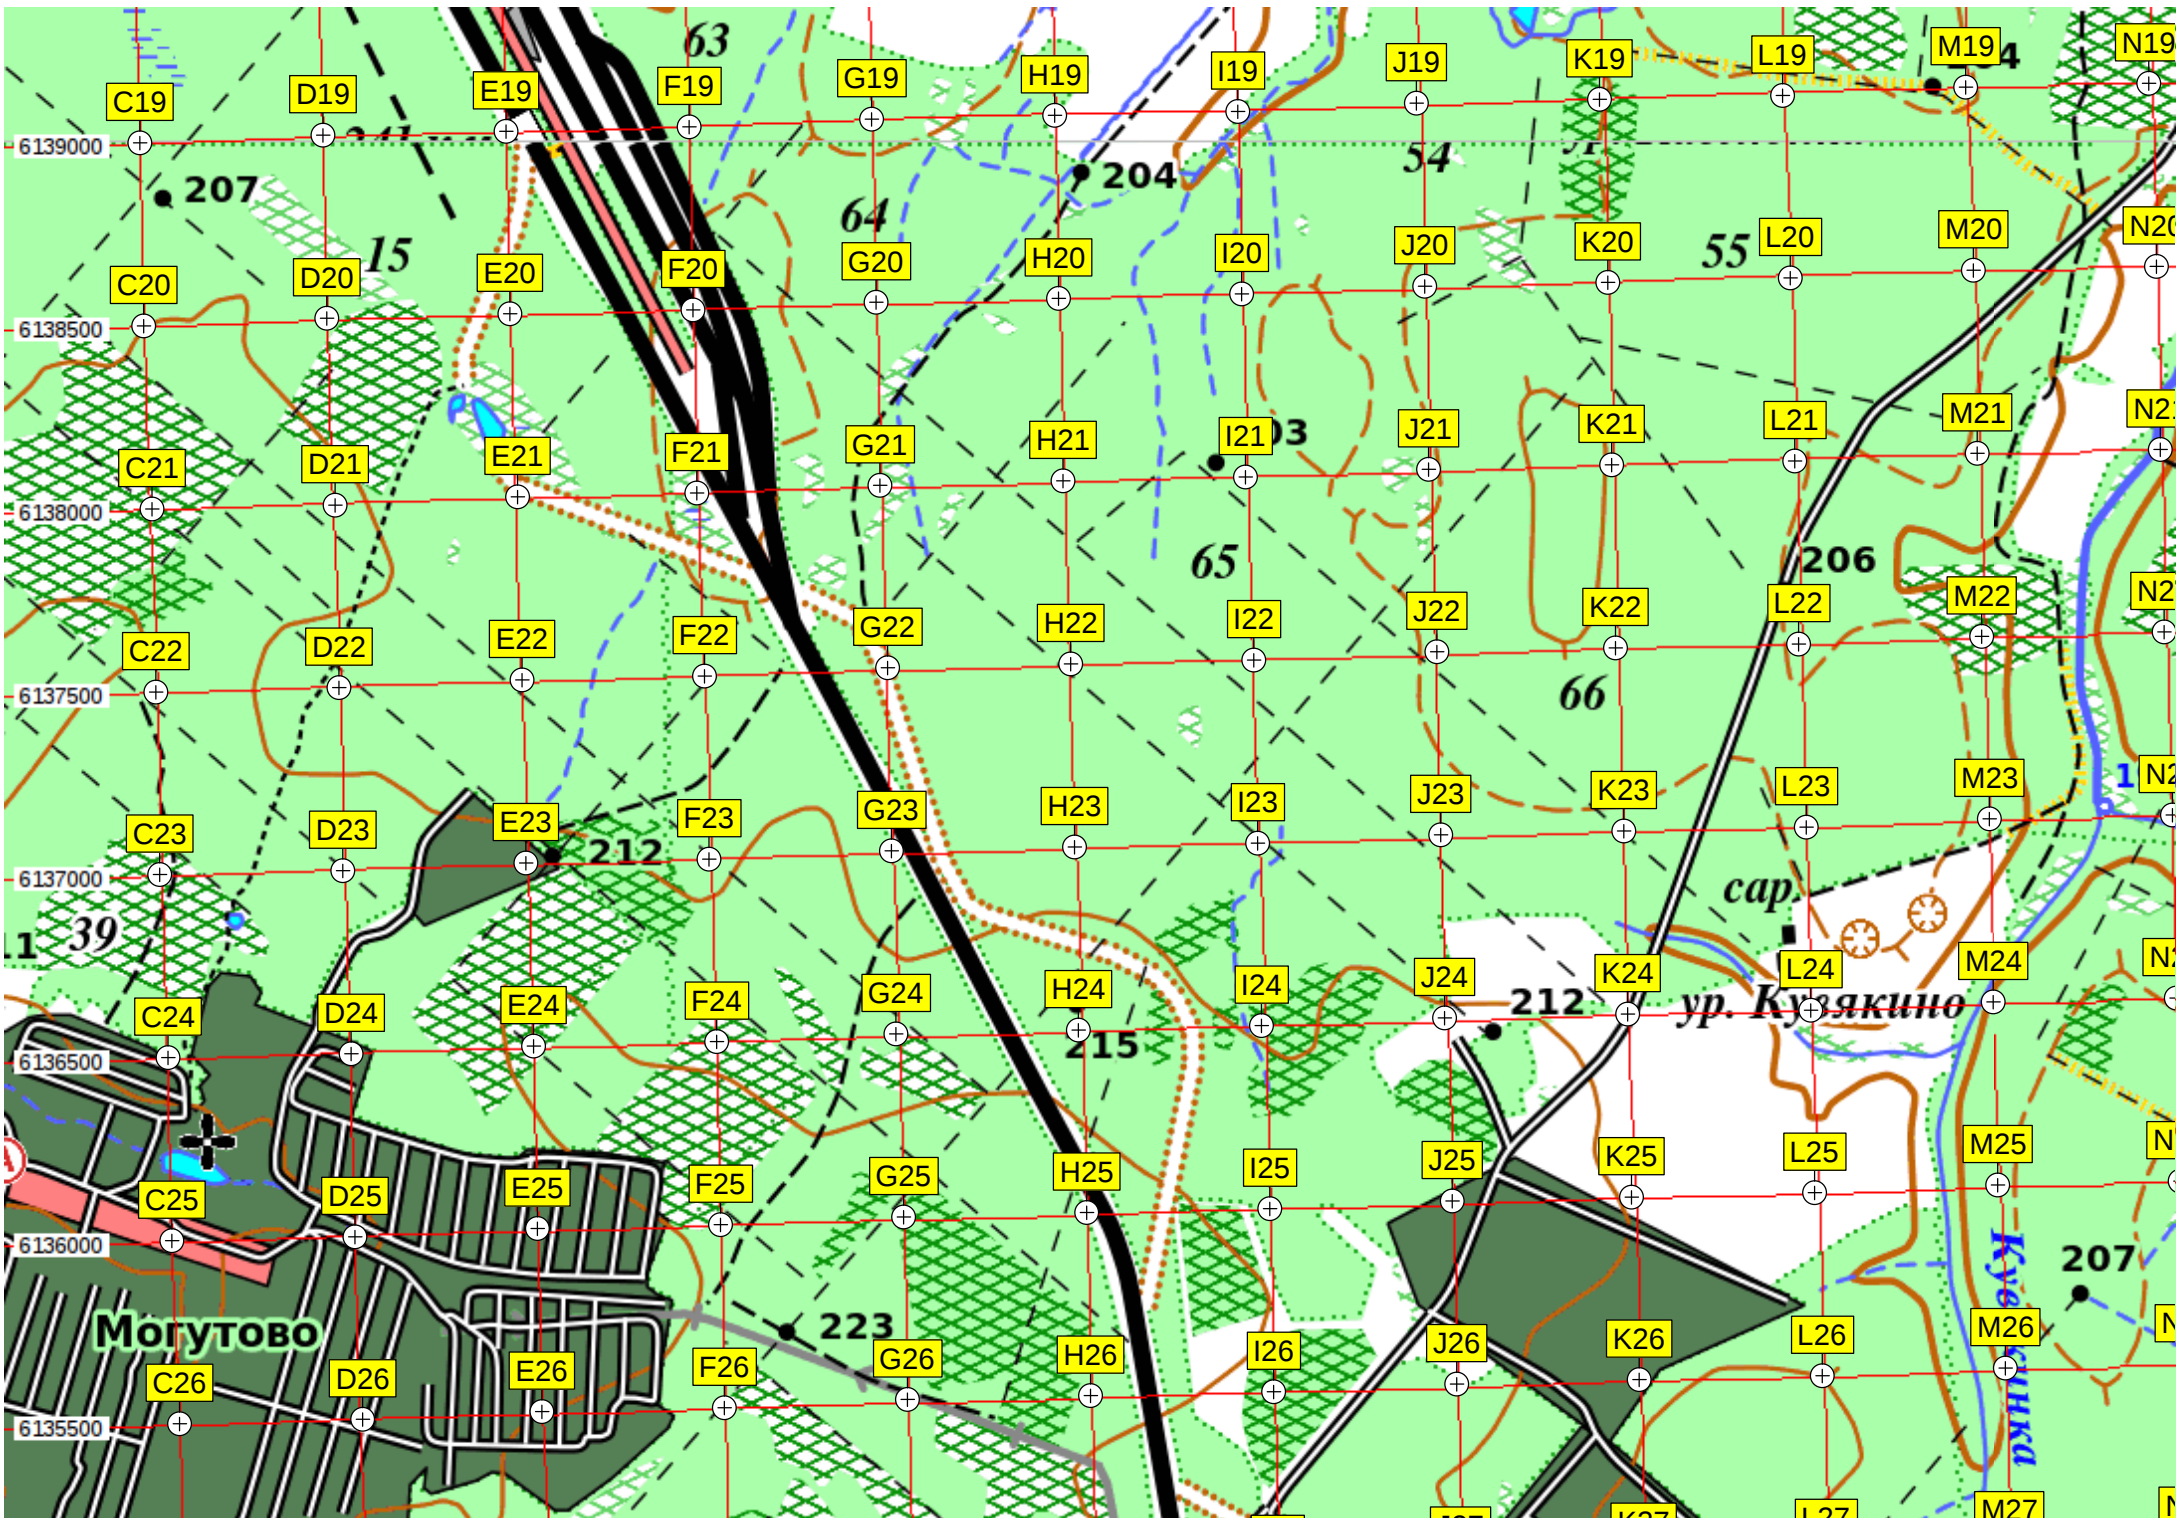 63
C19 D19 E19 F19 G19 H19 I19 J19 K19 L19 M19 N19
6139000
207 204 54
15 64 55
C20 D20 E20 F20 G20 H20 I20 J20 K20 L20 M20 N20
6138500
C21 D21 E21 F21 G21 H21 I21 J21 K21 L21 M21
6138000
65 206
C22 D22 E22 F22 G22 H22 I22 J22 K22 L22 M22
6137500
66
C23 D23 E23 F23 G23 H23 I23 J23 K23 L23 M23
212
6137000
39 сар.
C24 D24 E24 F24 G24 H24 I24 J24 K24 L24 M24
212 ур. Кузякино
6136500
215
C25 D25 E25 F25 G25 H25 I25 J25 K25 L25 M25
6136000
207
Могутово 223
C26 D26 E26 F26 G26 H26 I26 J26 K26 L26 M26
6135500
L27 M27